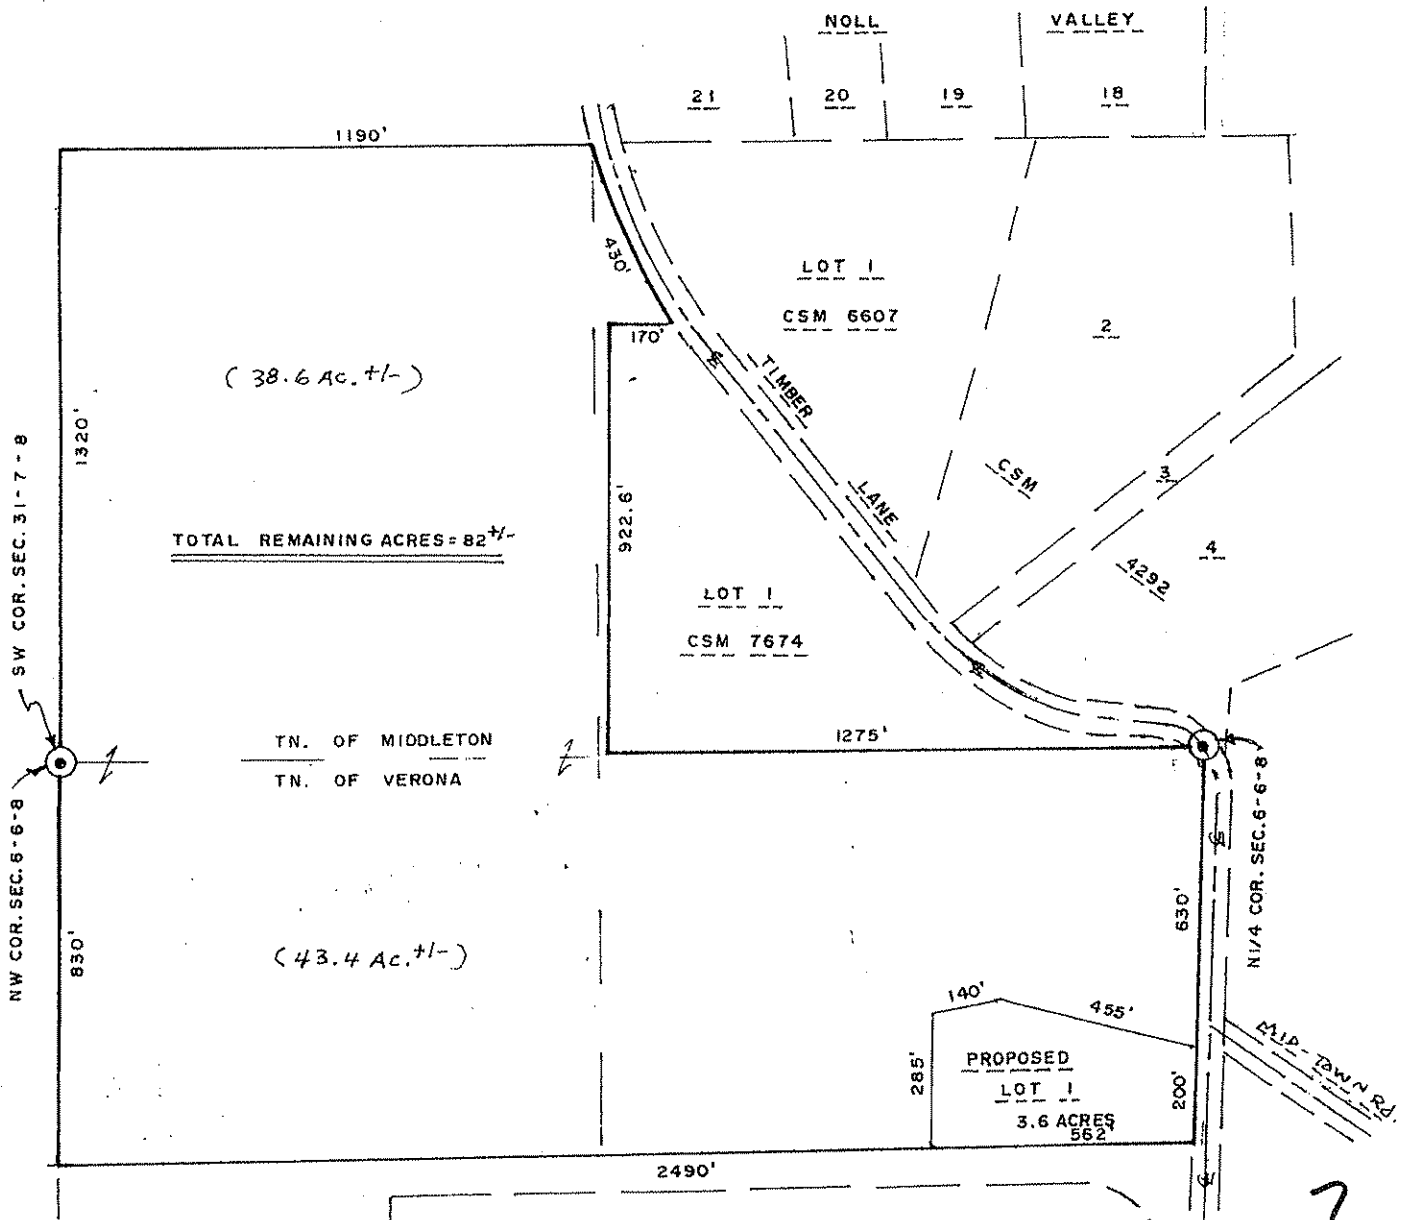 NOLL VALLEY
21 20 19 18
1190'
430'
LOT 1
CSM 6607
2
170'
(38.6 Ac. +/-)
TIMBER
LANE
1320'
SW COR. SEC. 31-7-8
CSM
3
922.6'
TOTAL REMAINING ACRES = 82 +/-
4
4292
LOT 1
CSM 7674
1275'
TN. OF MIDDLETON
TN. OF VERONA
NW COR. SEC. 6-6-8
N1/4 COR. SEC. 6-6-8
830'
630'
(43.4 Ac. +/-)
140'
455'
285'
PROPOSED
LOT 1
3.6 ACRES
562'
200'
MID-TOWN Rd.
2490'